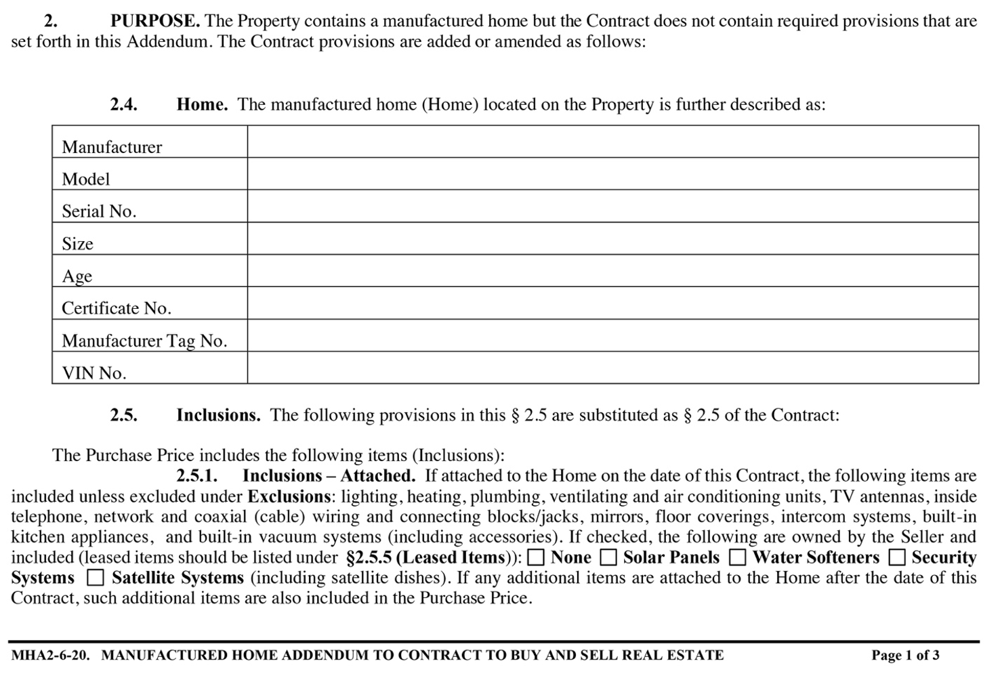 2. PURPOSE. The Property contains a manufactured home but the Contract does not contain required provisions that are
set forth in this Addendum. The Contract provisions are added or amended as follows:
2.4. Home. The manufactured home (Home) located on the Property is further described as:
Manufacturer
Model
Serial No.
Size
Age
Certificate No.
Manufacturer Tag No.
VIN No.
2.5. Inclusions. The following provisions in this § 2.5 are substituted as § 2.5 of the Contract:
The Purchase Price includes the following items (Inclusions):
2.5.1. Inclusions – Attached. If attached to the Home on the date of this Contract, the following items are
included unless excluded under Exclusions: lighting, heating, plumbing, ventilating and air conditioning units, TV antennas, inside
telephone, network and coaxial (cable) wiring and connecting blocks/jacks, mirrors, floor coverings, intercom systems, built-in
kitchen appliances, and built-in vacuum systems (including accessories). If checked, the following are owned by the Seller and
included (leased items should be listed under §2.5.5 (Leased Items)): ☐ None ☐ Solar Panels ☐ Water Softeners ☐ Security
Systems ☐ Satellite Systems (including satellite dishes). If any additional items are attached to the Home after the date of this
Contract, such additional items are also included in the Purchase Price.
MHA2-6-20. MANUFACTURED HOME ADDENDUM TO CONTRACT TO BUY AND SELL REAL ESTATE Page 1 of 3